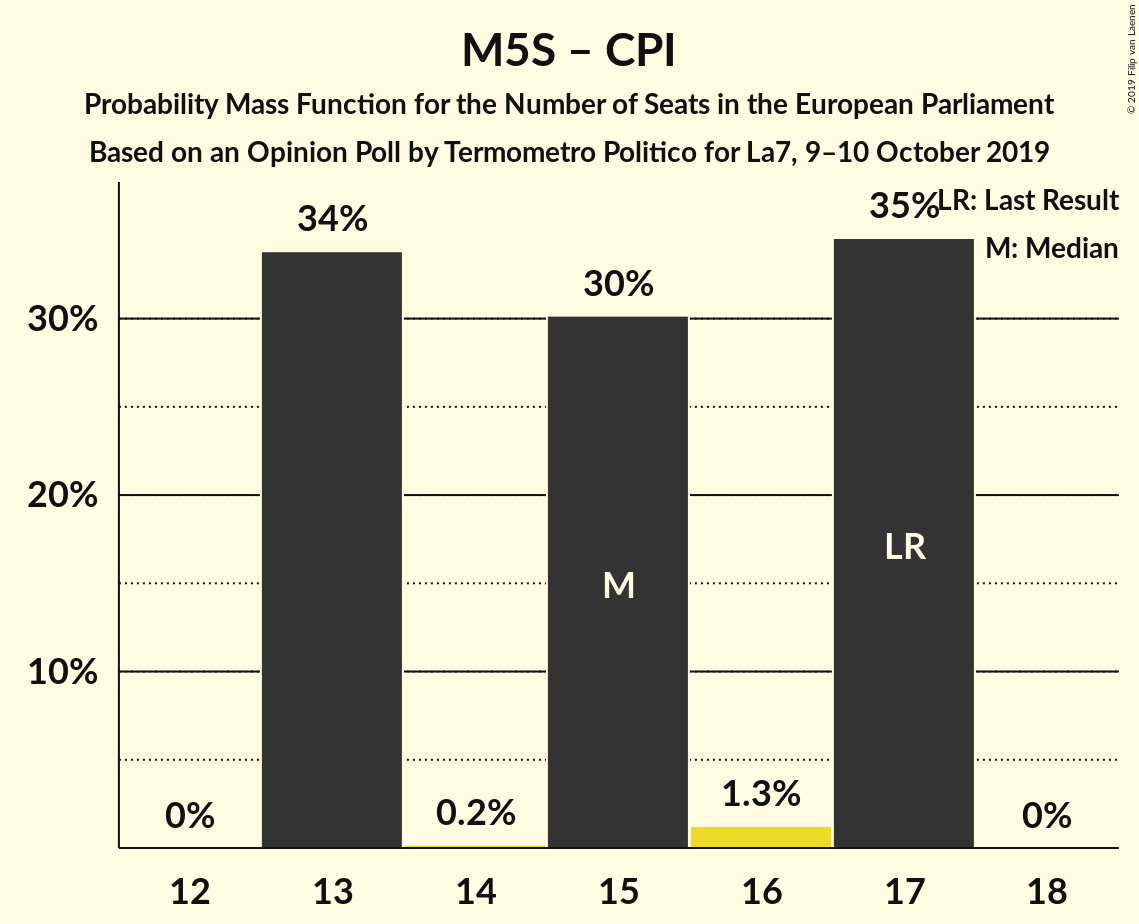 M5S – CPI
Probability Mass Function for the Number of Seats in the European Parliament
Based on an Opinion Poll by Termometro Politico for La7, 9–10 October 2019
© 2019 Filip van Laenen
LR: Last Result
M: Median
34%
30%
35%
0%
0.2%
1.3%
0%
M
LR
30%
20%
10%
12 13 14 15 16 17 18